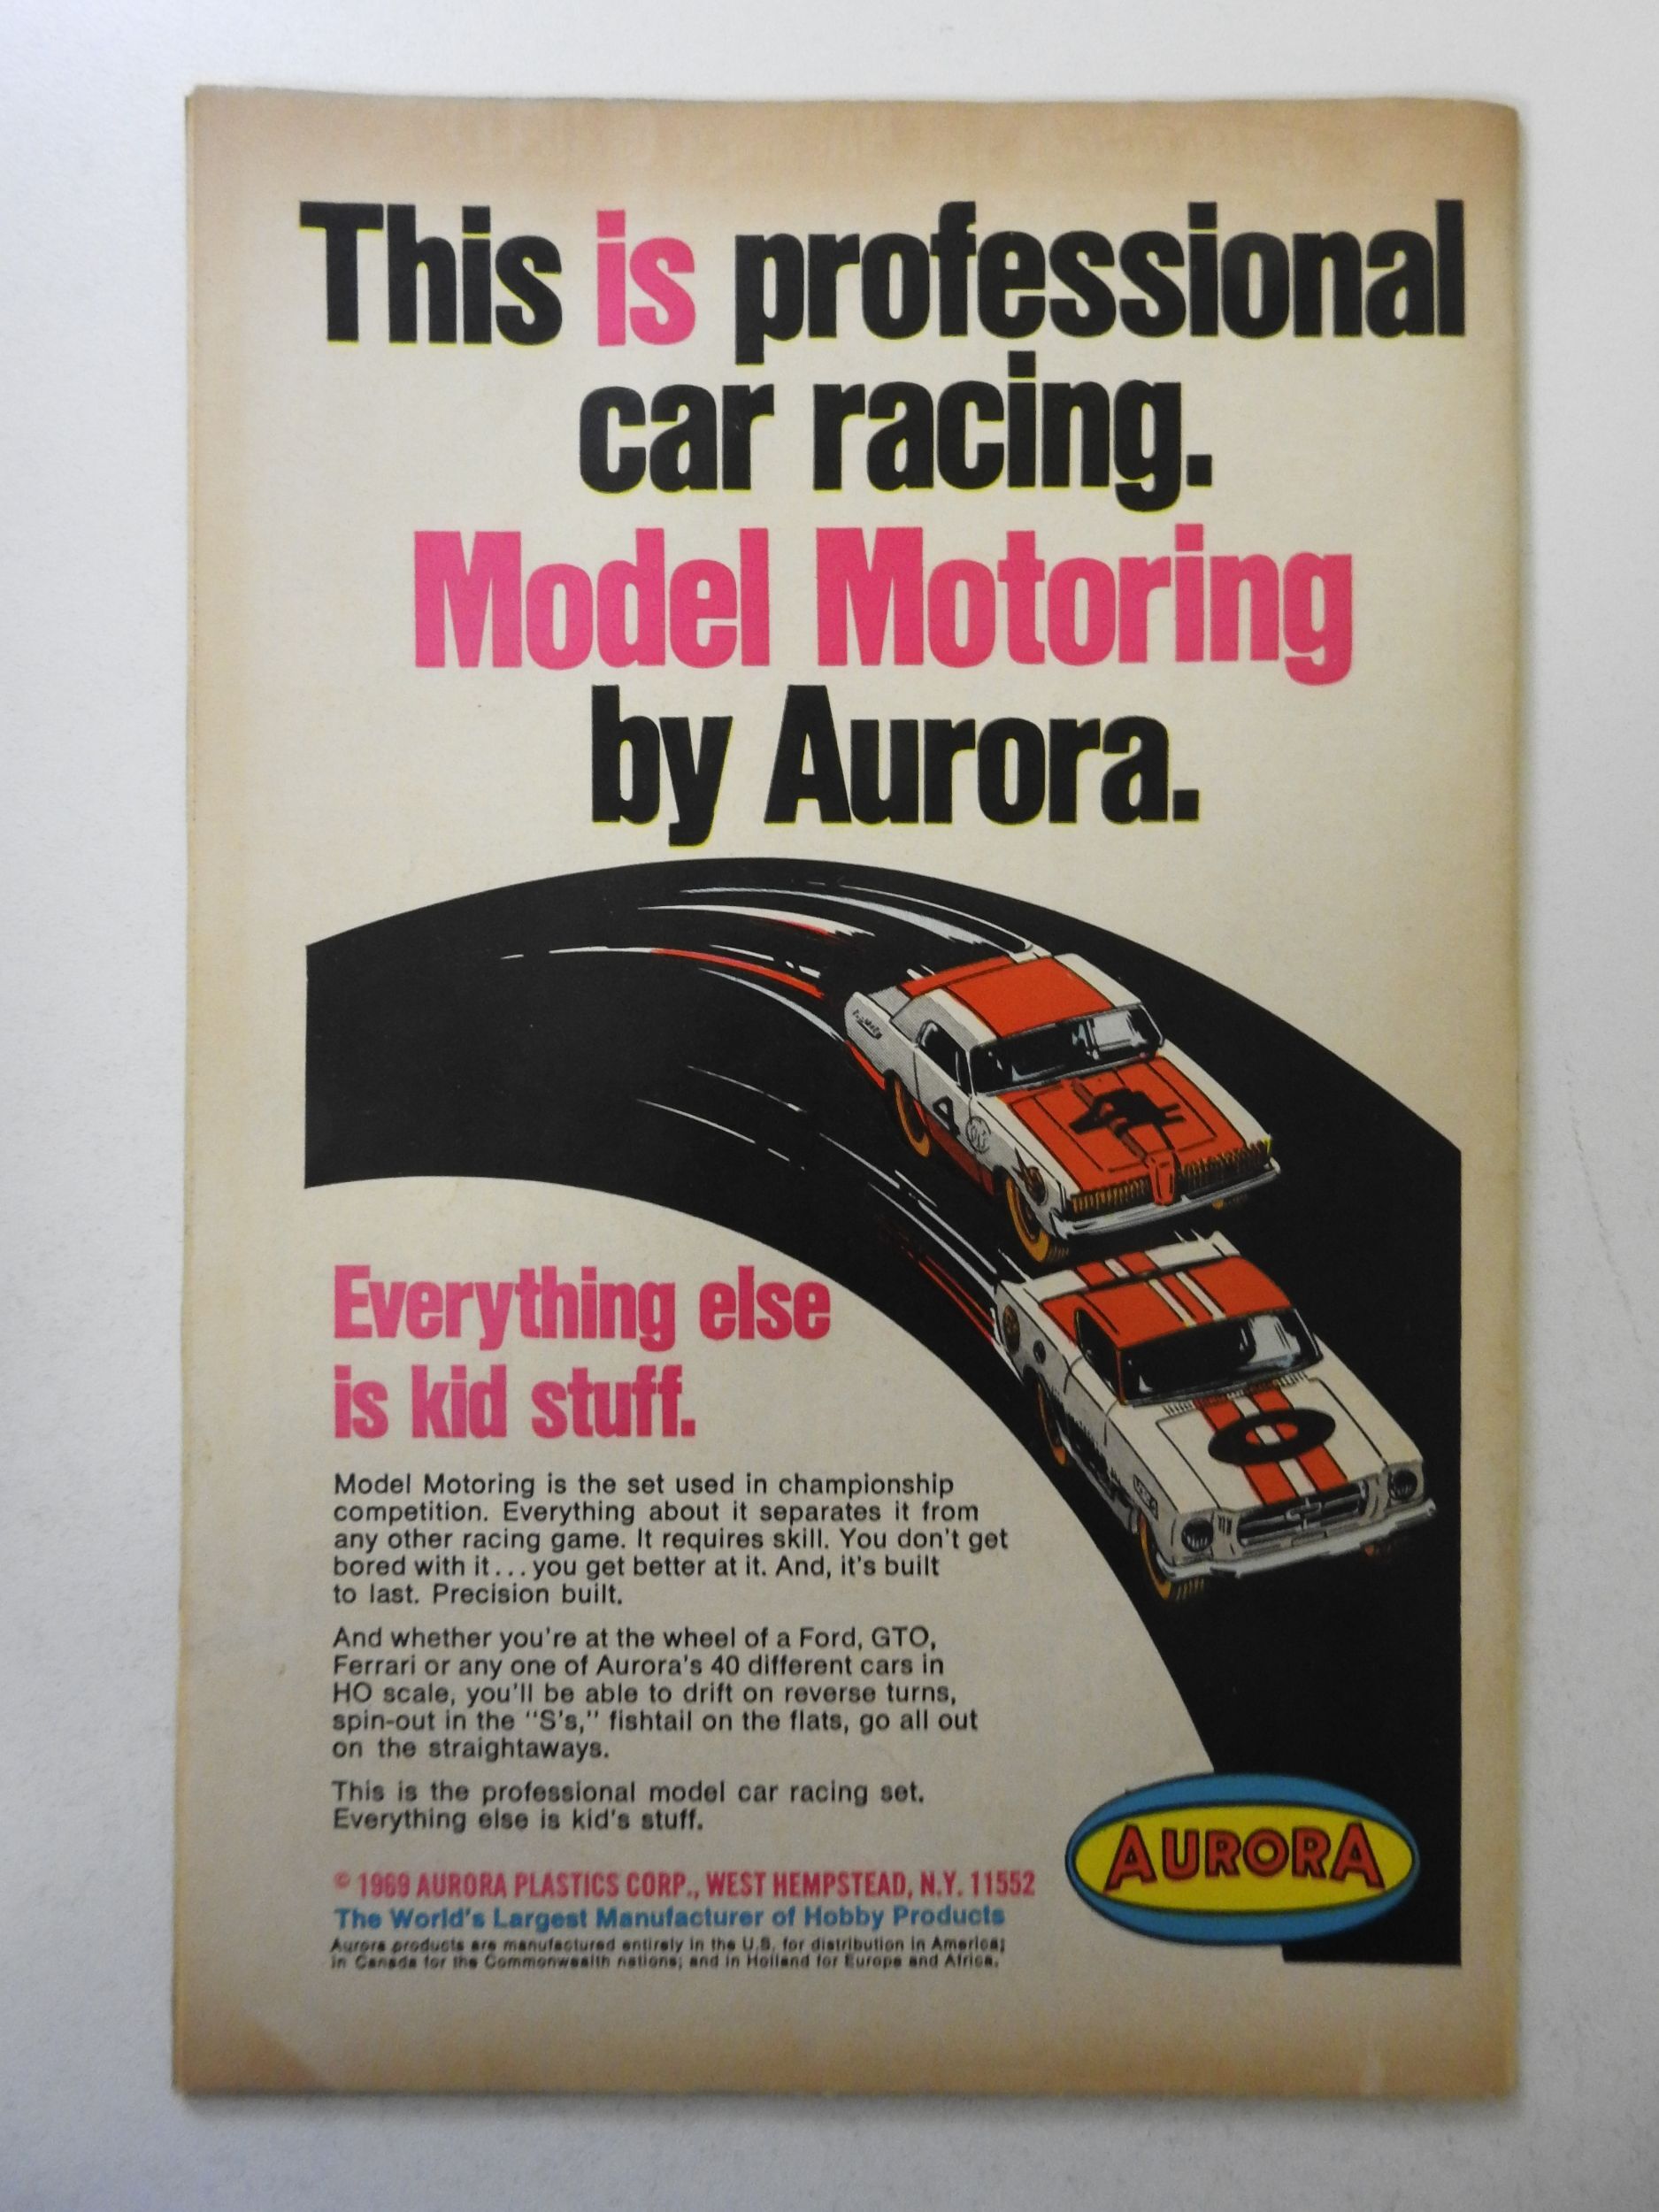 This is professional
car racing.
Model Motoring
by Aurora.
4
0
Everything else
is kid stuff.
Model Motoring is the set used in championship
competition. Everything about it separates it from
any other racing game. It requires skill. You don't get
bored with it...you get better at it. And, it's built
to last. Precision built.
And whether you're at the wheel of a Ford, GTO,
Ferrari or any one of Aurora's 40 different cars in
HO scale, you'll be able to drift on reverse turns,
spin-out in the "S's," fishtail on the flats, go all out
on the straightaways.
This is the professional model car racing set.
Everything else is kid's stuff.
AURORA
© 1969 AURORA PLASTICS CORP., WEST HEMPSTEAD, N.Y. 11552
The World's Largest Manufacturer of Hobby Products
Aurora products are manufactured entirely in the U.S. for distribution in America;
in Canada for the Commonwealth nations; and in Holland for Europe and Africa.